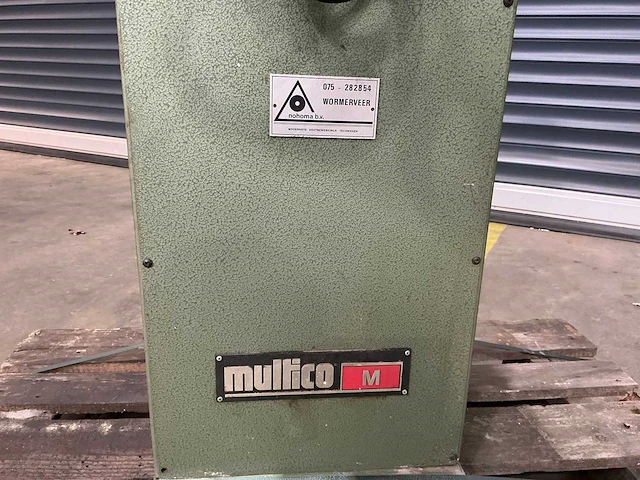 075 - 282854
WORMERVEER
nohoma b.v.
multico M